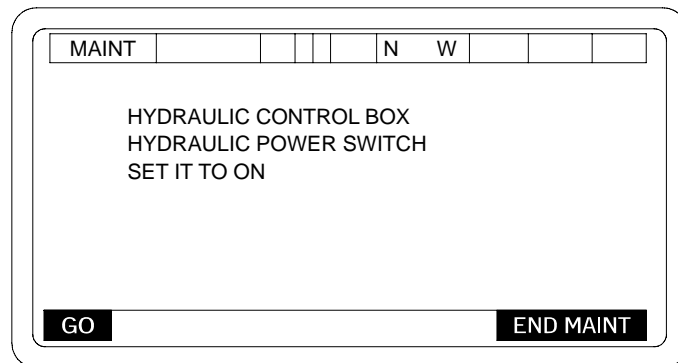 MAINT N W
HYDRAULIC CONTROL BOX
HYDRAULIC POWER SWITCH
SET IT TO ON
GO END MAINT